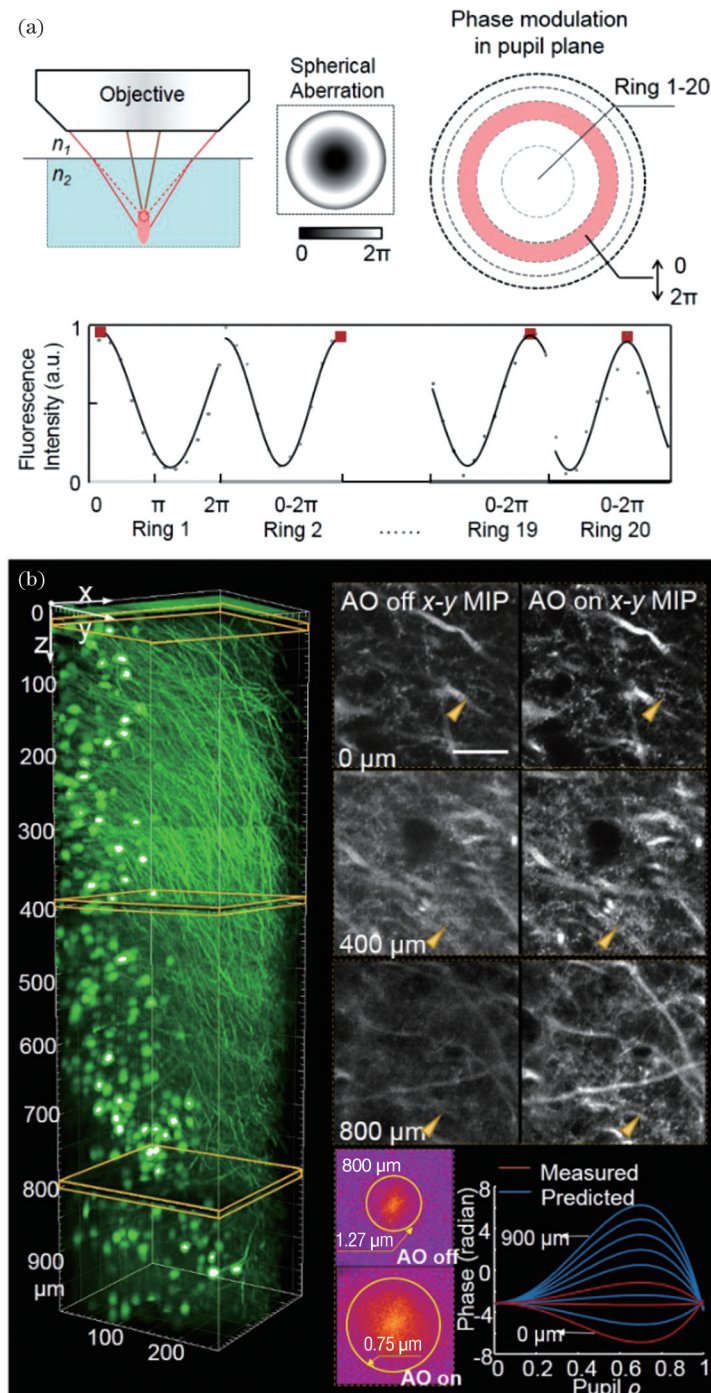 (a)
Phase modulation
in pupil plane
Spherical
Aberration
Objective
Ring 1-20
n1
n2
0 2π
0
2π
Fluorescence
Intensity (a.u.)
1
0
0 π 2π 0-2π 0-2π 0-2π
Ring 1 Ring 2 ...... Ring 19 Ring 20
(b)
x
y
z
0
100
200
300
400
500
600
700
800
900
μm
100
200
AO off x-y MIP
AO on x-y MIP
0 μm
400 μm
800 μm
800 μm
1.27 μm
AO off
0.75 μm
AO on
Measured
Predicted
Phase (radian)
8
4
0
-4
-8
900 μm
0 μm
0 0.2 0.4 0.6 0.8 1
Pupil ρ